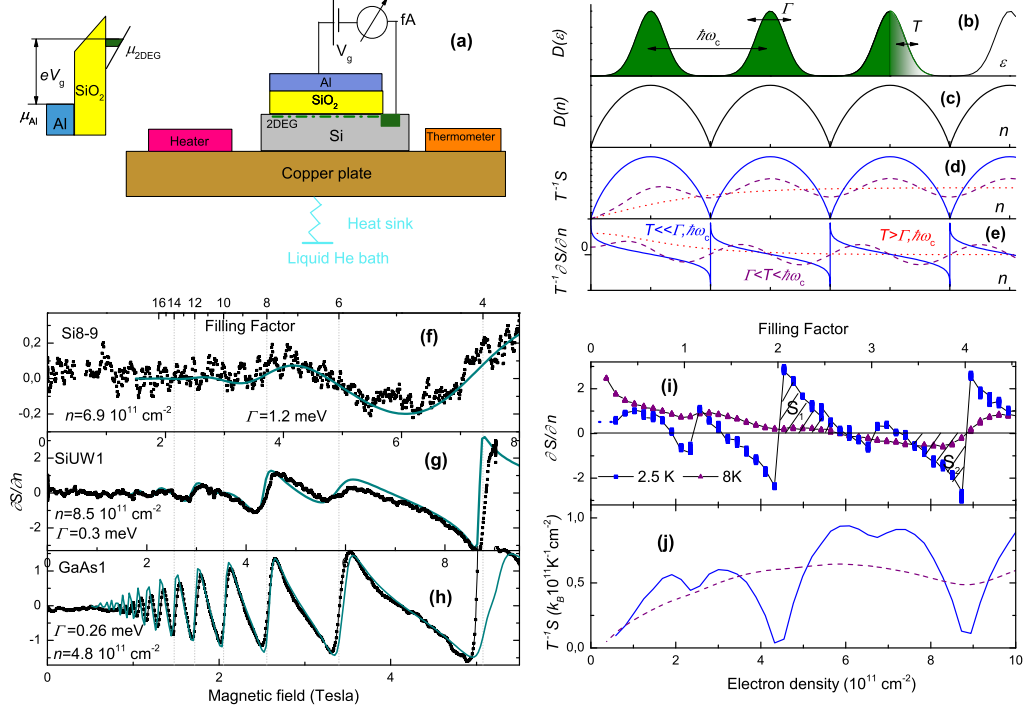 (a)
fA
V_g
μ_2DEG
eV_g
SiO₂
μ_Al
Al
Al
SiO₂
2DEG
Si
Heater
Thermometer
Copper plate
Heat sink
Liquid He bath
D(ε)
ℏω_c
Γ
T
(b)
ε
D(n)
(c)
n
T⁻¹S
(d)
n
T⁻¹∂S/∂n
0
T<<Γ,ℏω_c
T>Γ,ℏω_c
Γ<T<ℏω_c
(e)
n
16 14 12 10 8 6 4
Filling Factor
Si8-9
(f)
0,2
0,0
-0,2
n=6.9 10¹¹ cm⁻²
Γ=1.2 meV
0 2 4 6 8
SiUW1
(g)
2
0
-2
n=8.5 10¹¹ cm⁻²
Γ=0.3 meV
∂S/∂n
0 2 4 6 8
GaAs1
(h)
1
0
-1
Γ=0.26 meV
n=4.8 10¹¹ cm⁻²
0 2 4
Magnetic field (Tesla)
Filling Factor
0 1 2 3 4
(i)
2
0
-2
∂S/∂n
S₁
S₂
2.5 K
8K
(j)
1,0
0,5
0,0
T⁻¹S (k_B 10¹¹K⁻¹cm⁻²)
0 2 4 6 8 10
Electron density (10¹¹ cm⁻²)